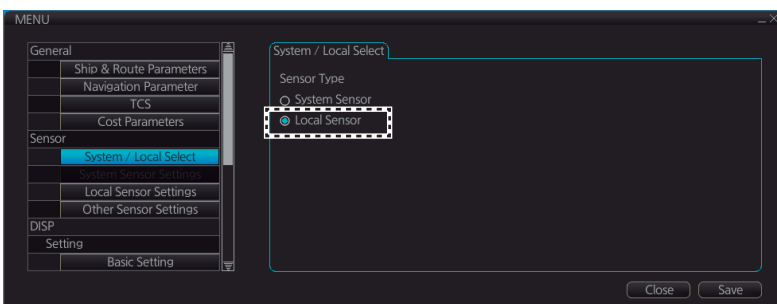 MENU
General
Ship & Route Parameters
Navigation Parameter
TCS
Cost Parameters
Sensor
System / Local Select
System Sensor Settings
Local Sensor Settings
Other Sensor Settings
DISP
Setting
Basic Setting
System / Local Select
Sensor Type
System Sensor
Local Sensor
Close Save